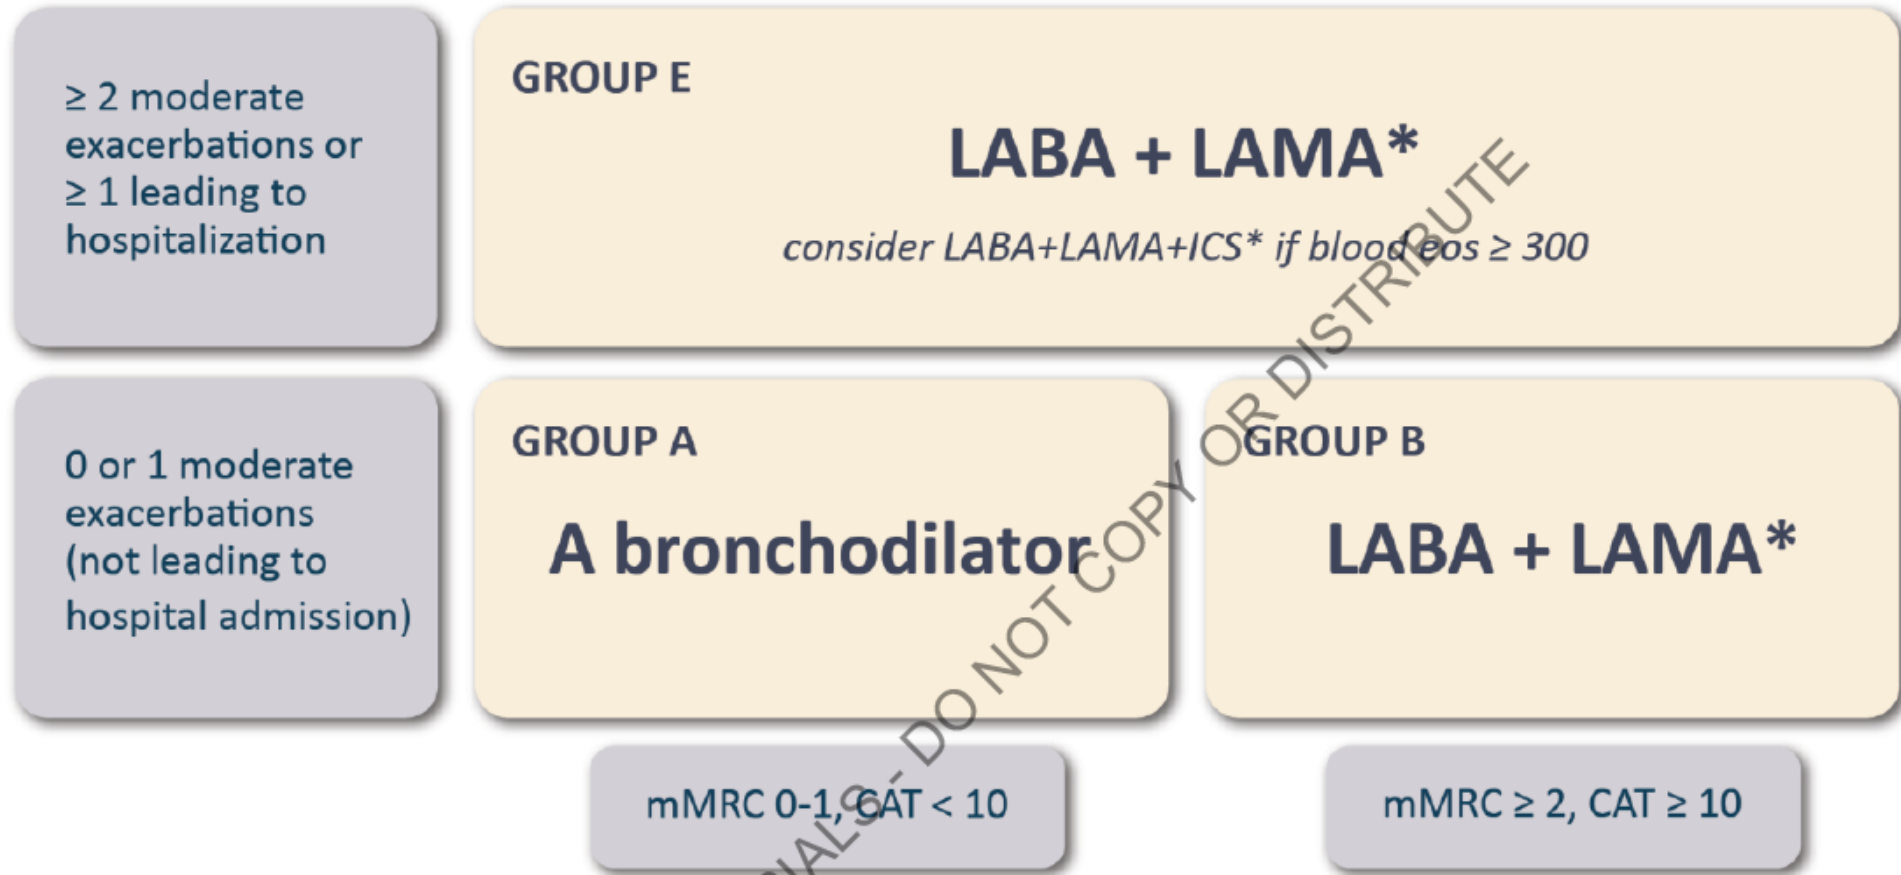 ≥ 2 moderate
exacerbations or
≥ 1 leading to
hospitalization
GROUP E
LABA + LAMA*
consider LABA+LAMA+ICS* if blood eos ≥ 300
0 or 1 moderate
exacerbations
(not leading to
hospital admission)
GROUP A
A bronchodilator
GROUP B
LABA + LAMA*
mMRC 0-1, CAT < 10
mMRC ≥ 2, CAT ≥ 10
- DO NOT COPY OR DISTRIBUTE